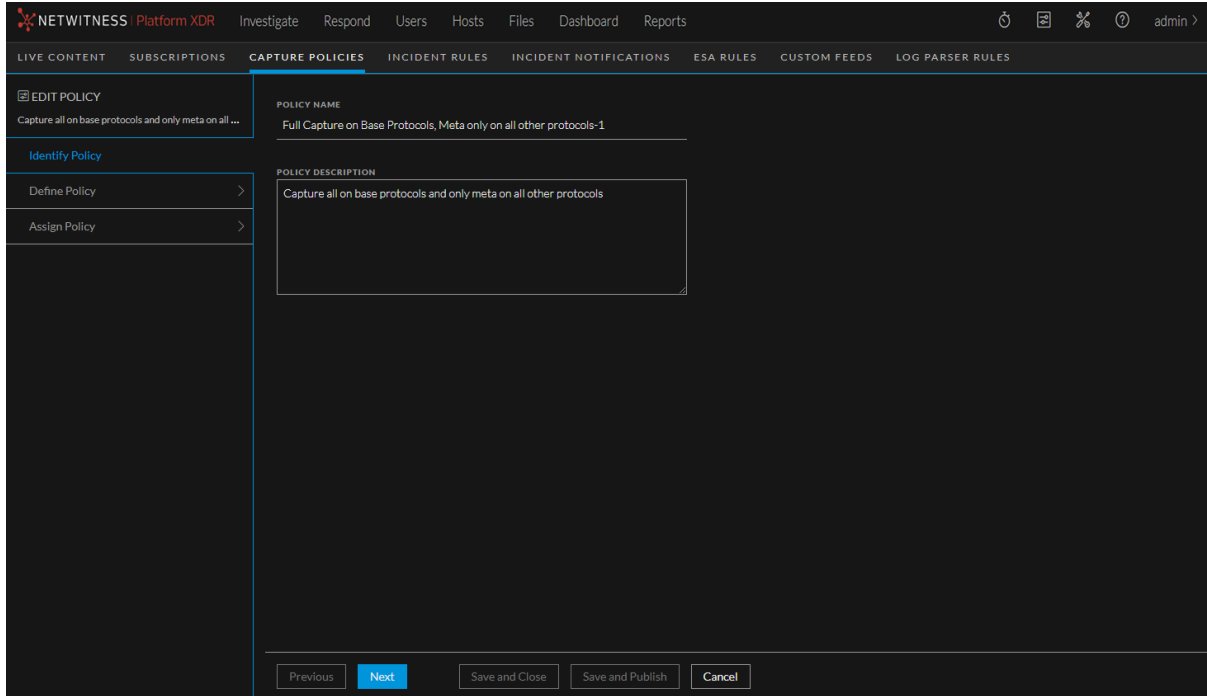 NETWITNESS Platform XDR Investigate Respond Users Hosts Files Dashboard Reports admin
LIVE CONTENT SUBSCRIPTIONS CAPTURE POLICIES INCIDENT RULES INCIDENT NOTIFICATIONS ESA RULES CUSTOM FEEDS LOG PARSER RULES
EDIT POLICY
Capture all on base protocols and only meta on all ...
Identify Policy
Define Policy
Assign Policy
POLICY NAME
Full Capture on Base Protocols, Meta only on all other protocols-1
POLICY DESCRIPTION
Capture all on base protocols and only meta on all other protocols
Previous Next Save and Close Save and Publish Cancel